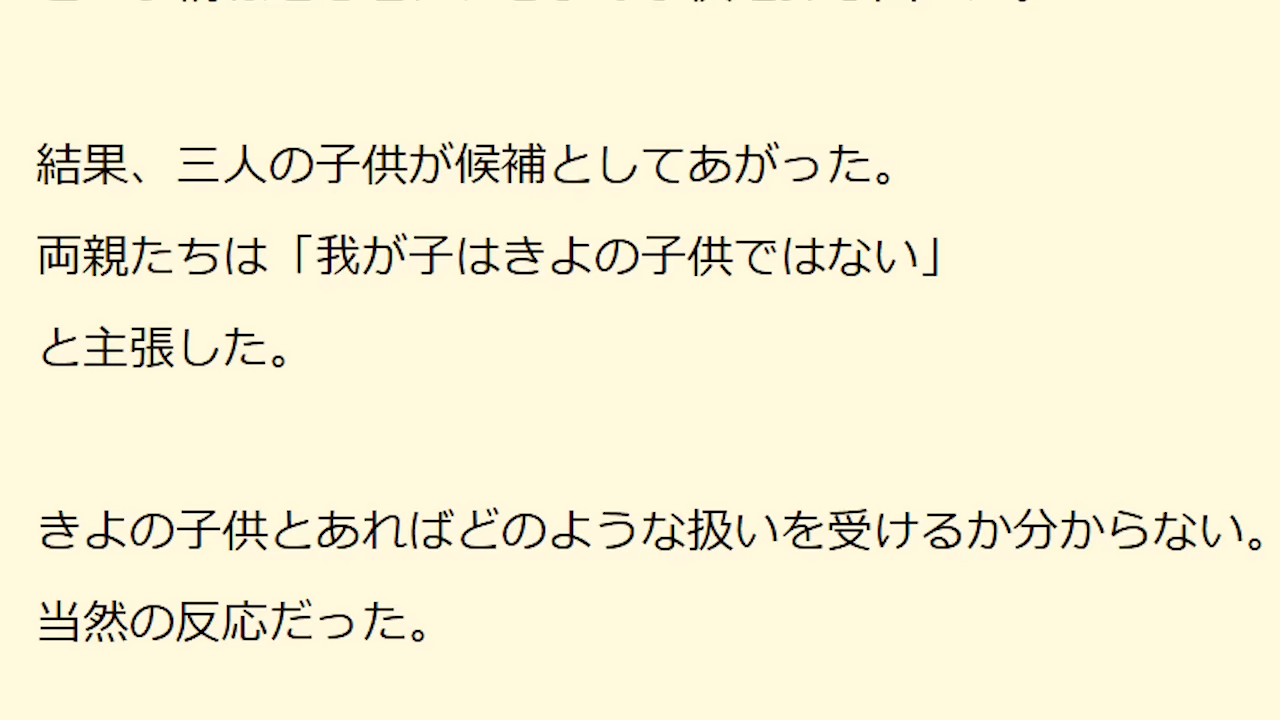 結果、三人の子供が候補としてあがった。
両親たちは「我が子はきよの子供ではない」
と主張した。
きよの子供とあればどのような扱いを受けるか分からない。
当然の反応だった。